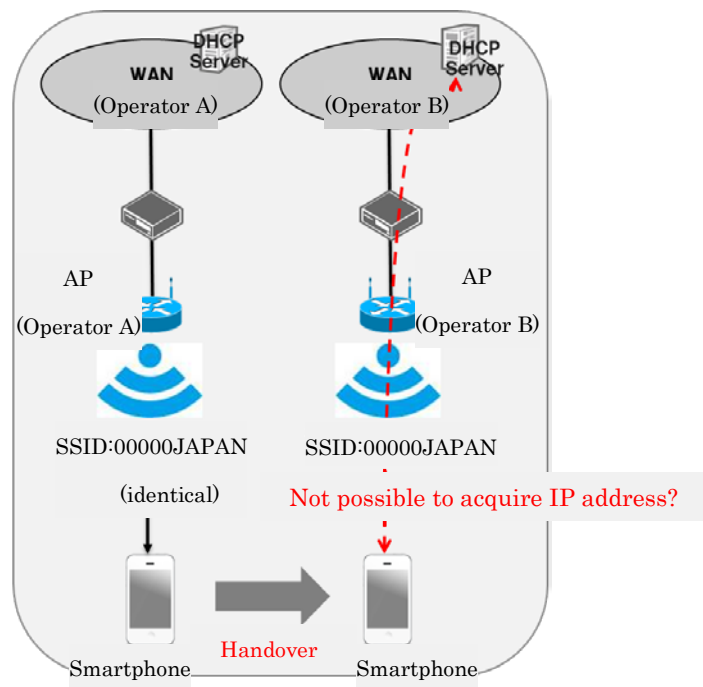 DHCP
Server
WAN
(Operator A)
DHCP
Server
WAN
(Operator B)
AP
(Operator A)
AP
(Operator B)
SSID:00000JAPAN
(identical)
SSID:00000JAPAN
Not possible to acquire IP address?
Handover
Smartphone
Smartphone